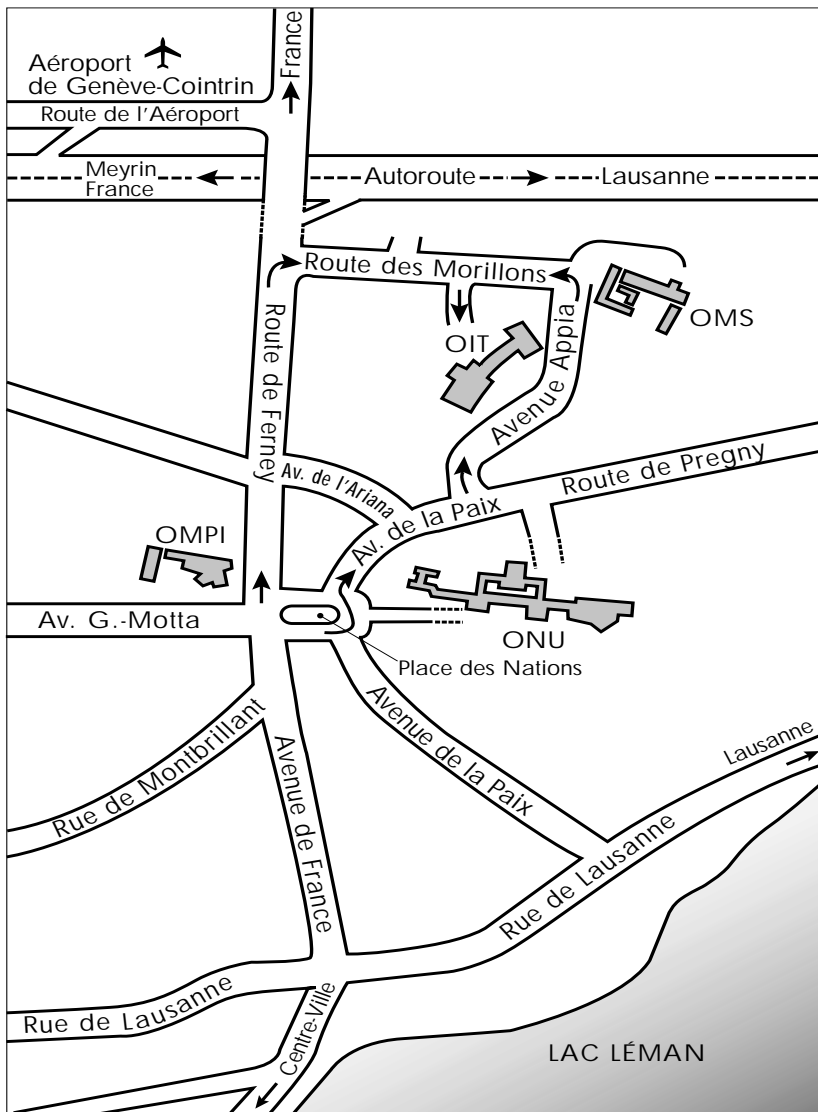 Aéroport
de Genève-Cointrin
France
Route de l'Aéroport
Meyrin
France
Autoroute
Lausanne
Route des Morillons
OMS
OIT
Route de Ferney
Avenue Appia
Route de Pregny
Av. de l'Ariana
Av. de la Paix
OMPI
Av. G.-Motta
ONU
Place des Nations
Rue de Montbrillant
Avenue de France
Avenue de la Paix
Lausanne
Rue de Lausanne
Rue de Lausanne
Centre-Ville
LAC LÉMAN